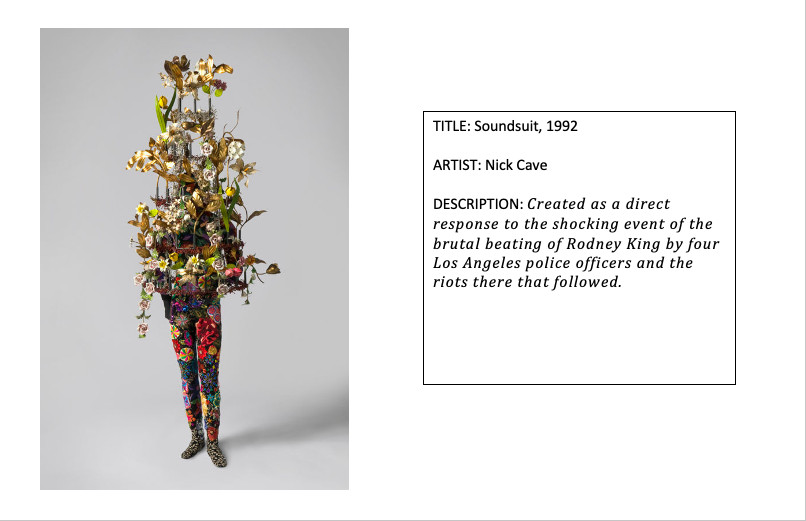 TITLE: Soundsuit, 1992
ARTIST: Nick Cave
DESCRIPTION: Created as a direct
response to the shocking event of the
brutal beating of Rodney King by four
Los Angeles police officers and the
riots there that followed.